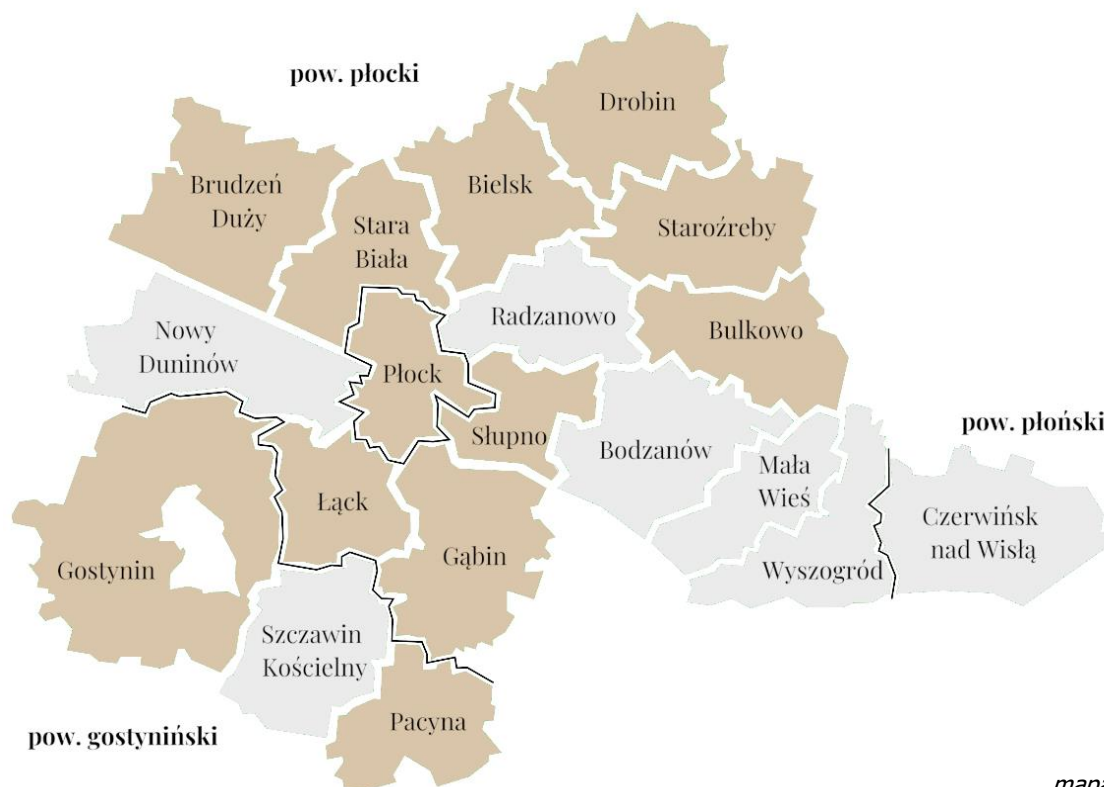 pow. płocki
Drobin
Brudzeń
Duży
Bielsk
Stara
Biała
Staroźreby
Radzanowo
Nowy
Duninów
Bulkowo
Płock
Słupno
pow. płoński
Bodzanów
Mała
Wieś
Łąck
Czerwińsk
nad Wisłą
Gąbin
Gostynin
Wyszogród
Szczawin
Kościelny
Pacyna
pow. gostyniński
mapa